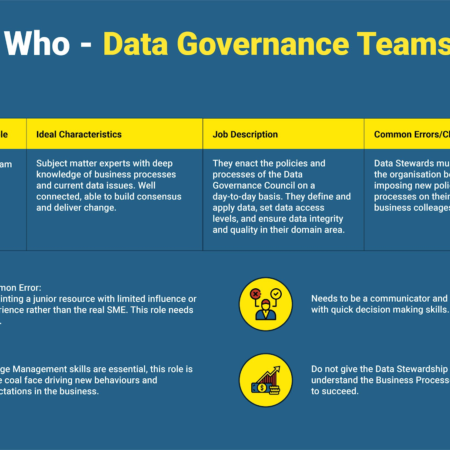 Who - Data Governance Teams
le
Ideal Characteristics
Job Description
Common Errors/Ch
am
Subject matter experts with deep
knowledge of business processes
and current data issues. Well
connected, able to build consensus
and deliver change.
They enact the policies and
processes of the Data
Governance Council on a
day-to-day basis. They define and
apply data, set data access
levels, and ensure data integrity
and quality in their domain area.
Data Stewards mu
the organisation be
imposing new poli
processes on their
business colleages
mon Error:
inting a junior resource with limited influence or
rience rather than the real SME. This role needs
.
Needs to be a communicator and
with quick decision making skills.
ge Management skills are essential, this role is
e coal face driving new behaviours and
ctations in the business.
Do not give the Data Stewardship
understand the Business Processe
to succeed.